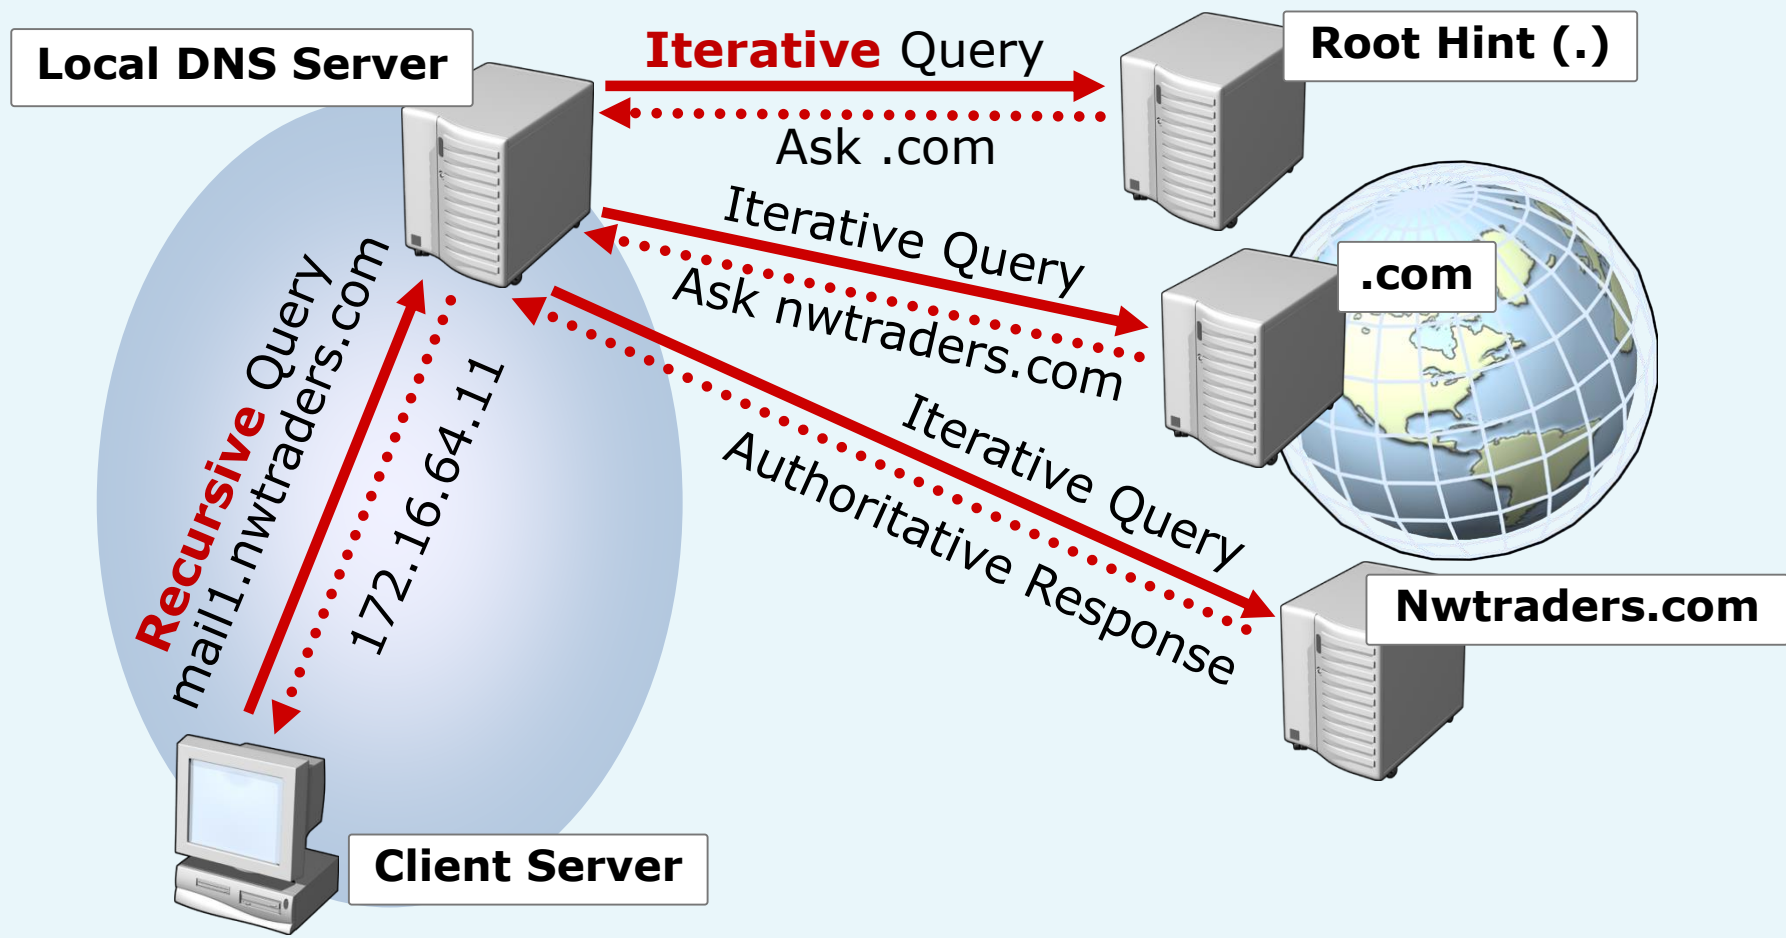 Local DNS Server
Iterative Query
Root Hint (.)
Ask .com
Iterative Query
.com
Ask nwtraders.com
Recursive Query
mail1.nwtraders.com
172.16.64.11
Iterative Query
Authoritative Response
Nwtraders.com
Client Server